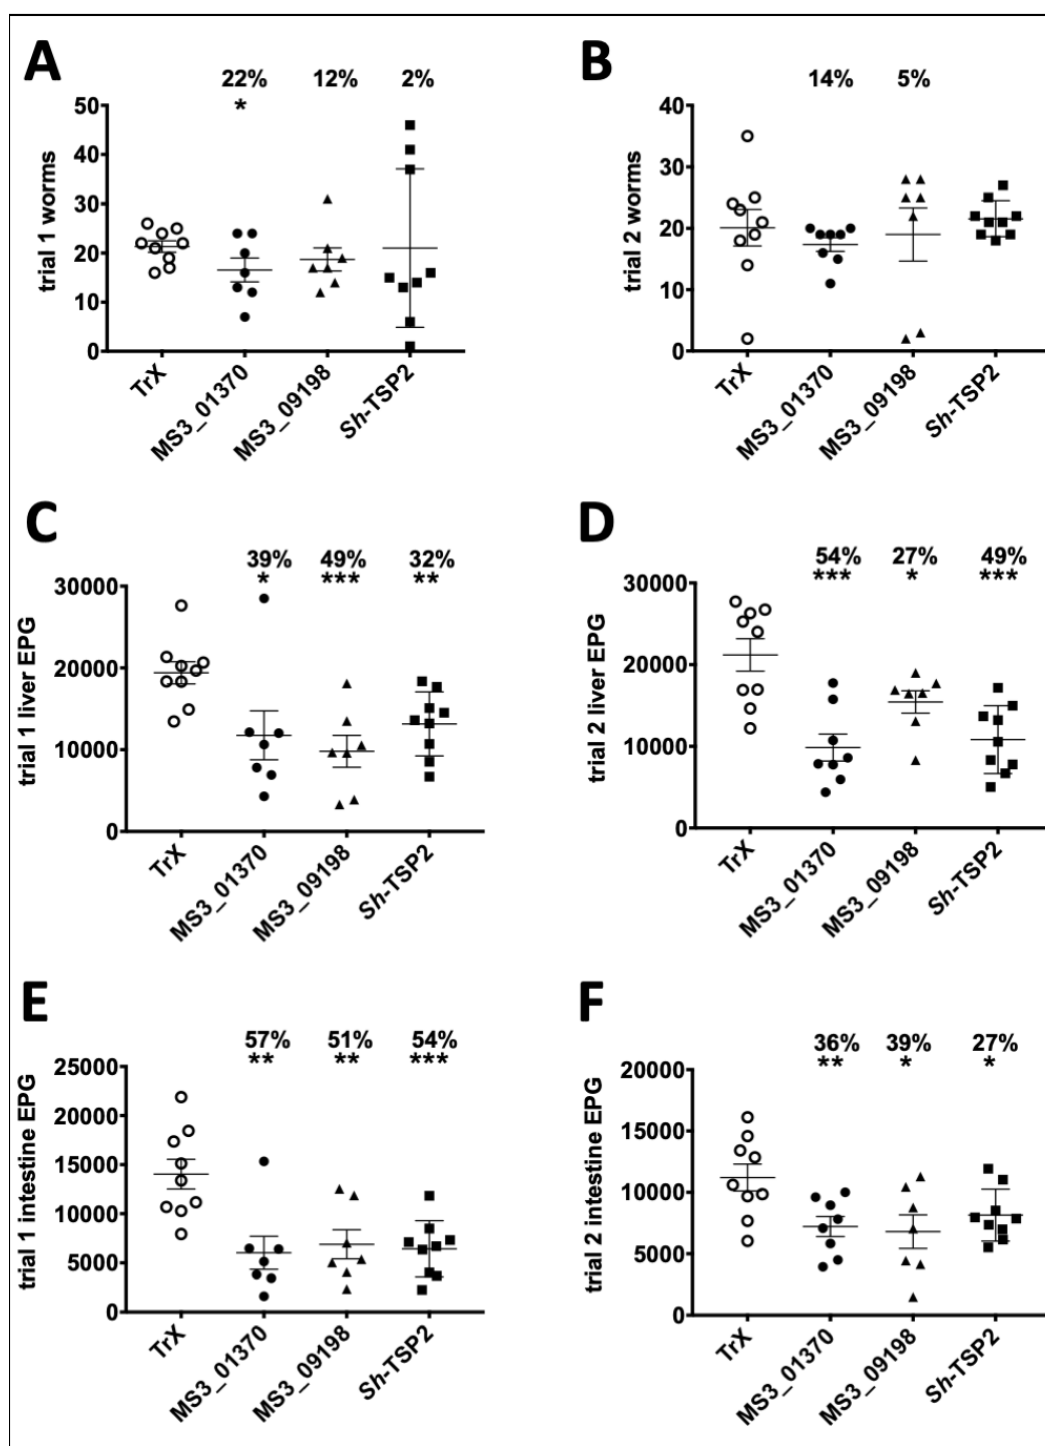 A
22% 12% 2%
*
trial 1 worms
50
40
30
20
10
0
TrX
MS3_01370
MS3_09198
Sh-TSP2
B
14% 5%
trial 2 worms
40
30
20
10
0
TrX
MS3_01370
MS3_09198
Sh-TSP2
C
39% 49% 32%
* *** **
trial 1 liver EPG
30000
20000
10000
0
TrX
MS3_01370
MS3_09198
Sh-TSP2
D
54% 27% 49%
*** * ***
trial 2 liver EPG
30000
20000
10000
0
TrX
MS3_01370
MS3_09198
Sh-TSP2
E
57% 51% 54%
** ** ***
trial 1 intestine EPG
25000
20000
15000
10000
5000
0
TrX
MS3_01370
MS3_09198
Sh-TSP2
F
36% 39% 27%
** * *
trial 2 intestine EPG
20000
15000
10000
5000
0
TrX
MS3_01370
MS3_09198
Sh-TSP2